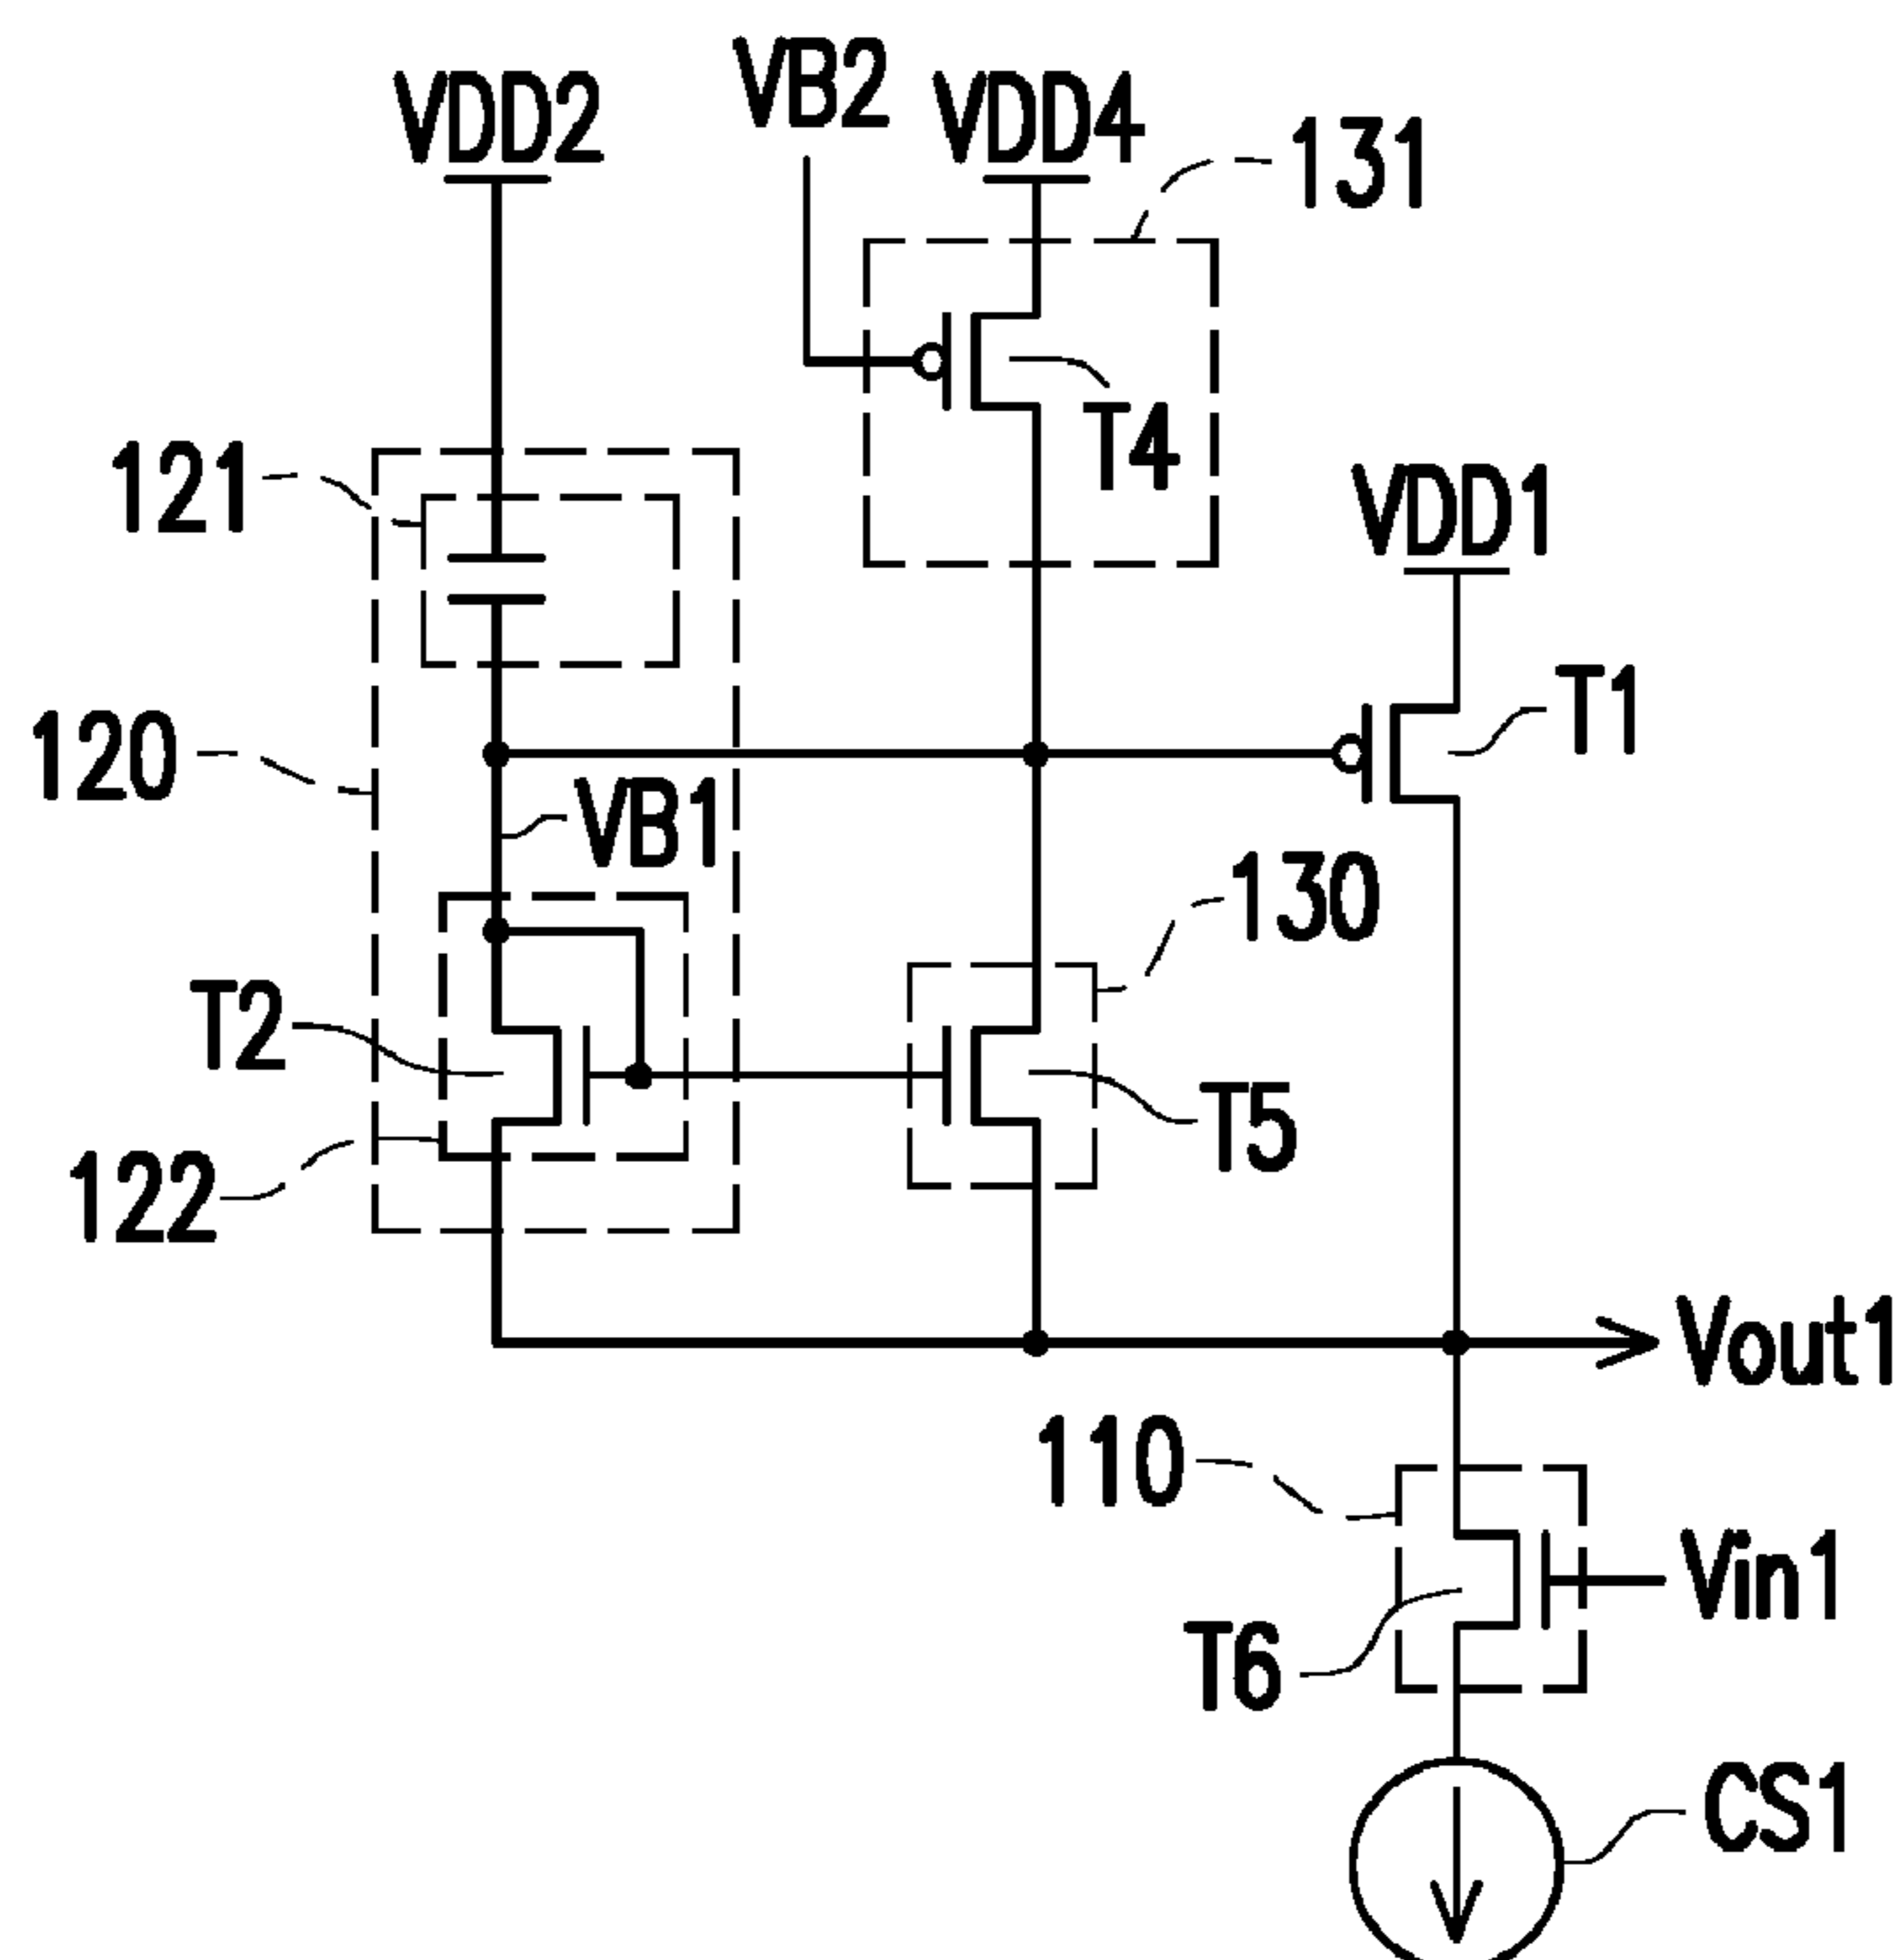 VB2
VDD2
VDD4
131
T4
121
VDD1
T1
120
VB1
130
T2
T5
122
Vout1
110
Vin1
T6
CS1